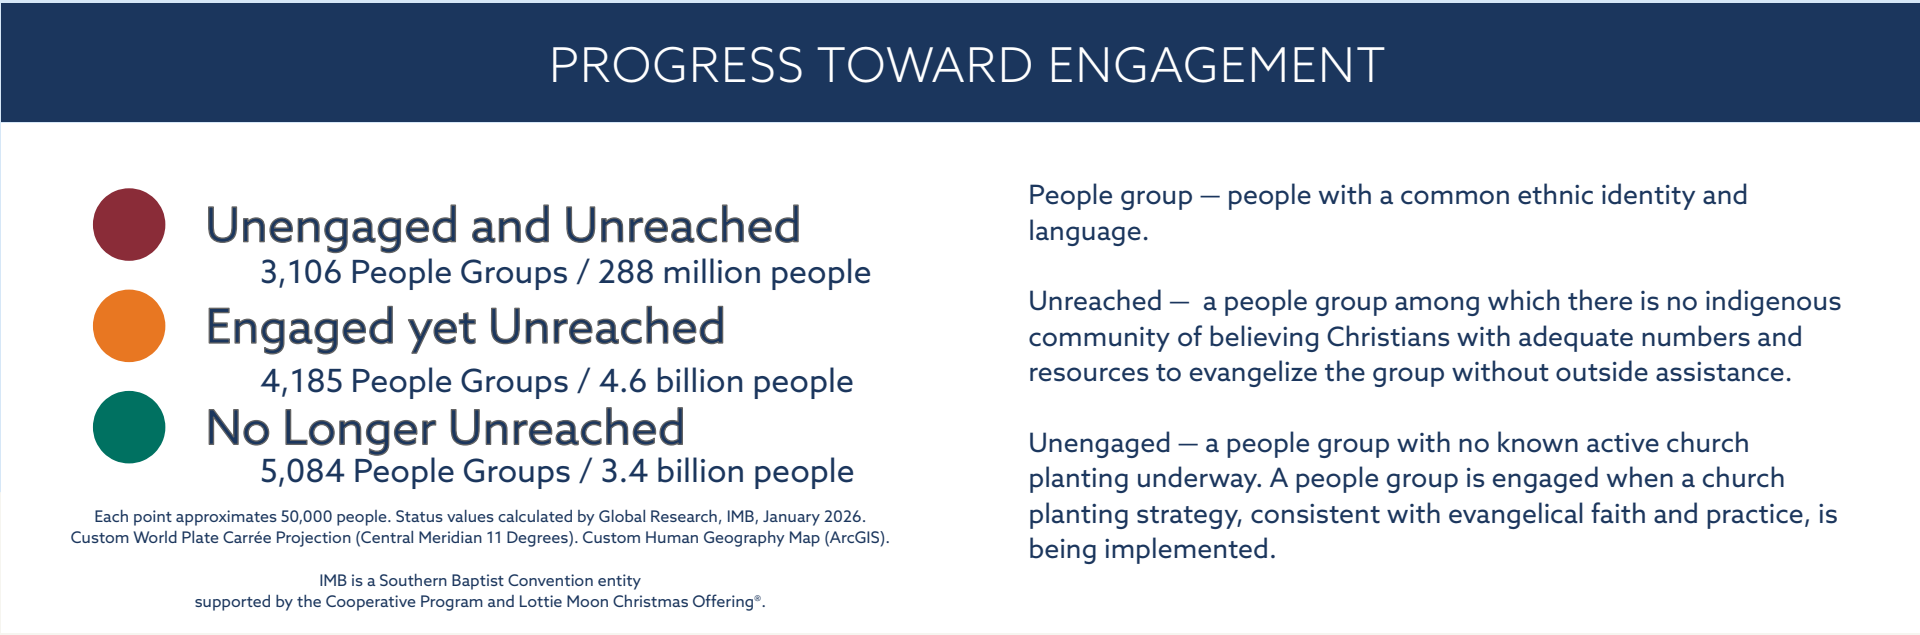 PROGRESS TOWARD ENGAGEMENT
Unengaged and Unreached
3,106 People Groups / 288 million people
Engaged yet Unreached
4,185 People Groups / 4.6 billion people
No Longer Unreached
5,084 People Groups / 3.4 billion people
Each point approximates 50,000 people. Status values calculated by Global Research, IMB, January 2026.
Custom World Plate Carrée Projection (Central Meridian 11 Degrees). Custom Human Geography Map (ArcGIS).
IMB is a Southern Baptist Convention entity
supported by the Cooperative Program and Lottie Moon Christmas Offering®.
People group — people with a common ethnic identity and
language.
Unreached — a people group among which there is no indigenous
community of believing Christians with adequate numbers and
resources to evangelize the group without outside assistance.
Unengaged — a people group with no known active church
planting underway. A people group is engaged when a church
planting strategy, consistent with evangelical faith and practice, is
being implemented.